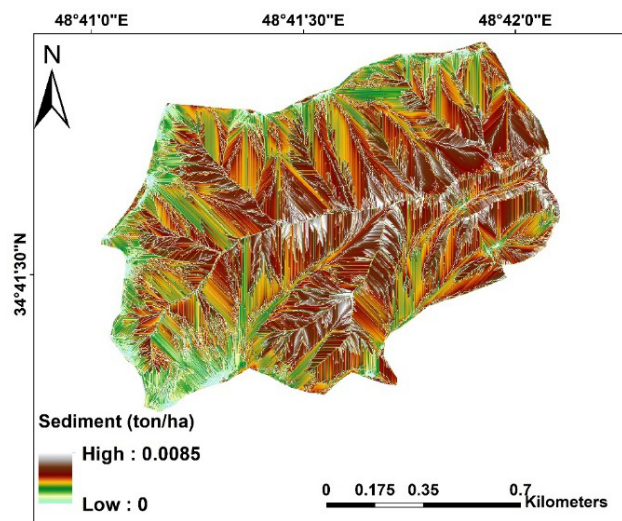 48°41'0"E 48°41'30"E 48°42'0"E
N
34°41'30"N
Sediment (ton/ha)
High : 0.0085
Low : 0
0 0.175 0.35 0.7
Kilometers